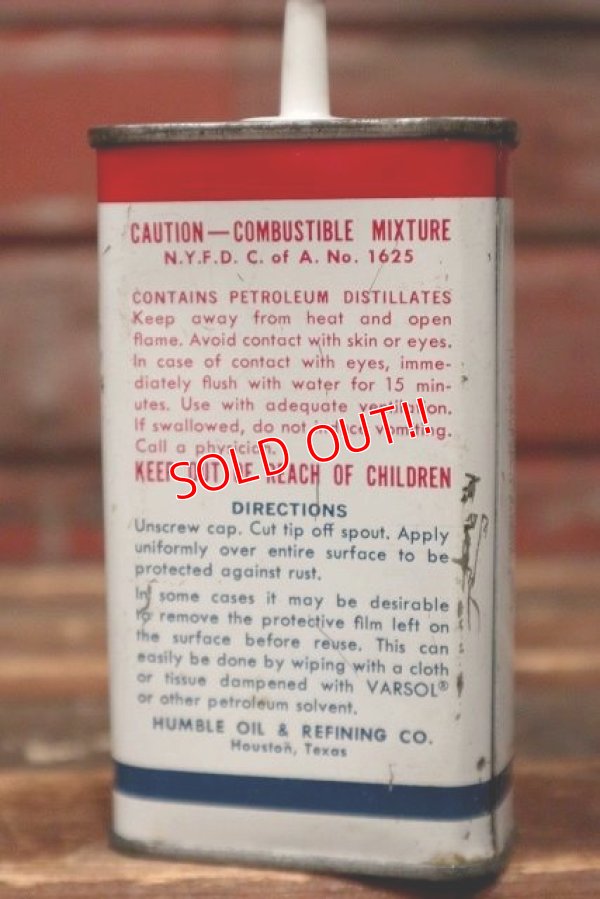 CAUTION—COMBUSTIBLE MIXTURE
N.Y.F.D. C. of A. No. 1625
CONTAINS PETROLEUM DISTILLATES
Keep away from heat and open
flame. Avoid contact with skin or eyes.
In case of contact with eyes, imme-
diately flush with water for 15 min-
utes. Use with adequate ventilation.
If swallowed, do not induce vomiting.
Call a physician.
KEEP OUT OF REACH OF CHILDREN
SOLD OUT!!
DIRECTIONS
Unscrew cap. Cut tip off spout. Apply
uniformly over entire surface to be
protected against rust.
In some cases it may be desirable
to remove the protective film left on
the surface before reuse. This can
easily be done by wiping with a cloth
or tissue dampened with VARSOL®
or other petroleum solvent.
HUMBLE OIL & REFINING CO.
Houston, Texas